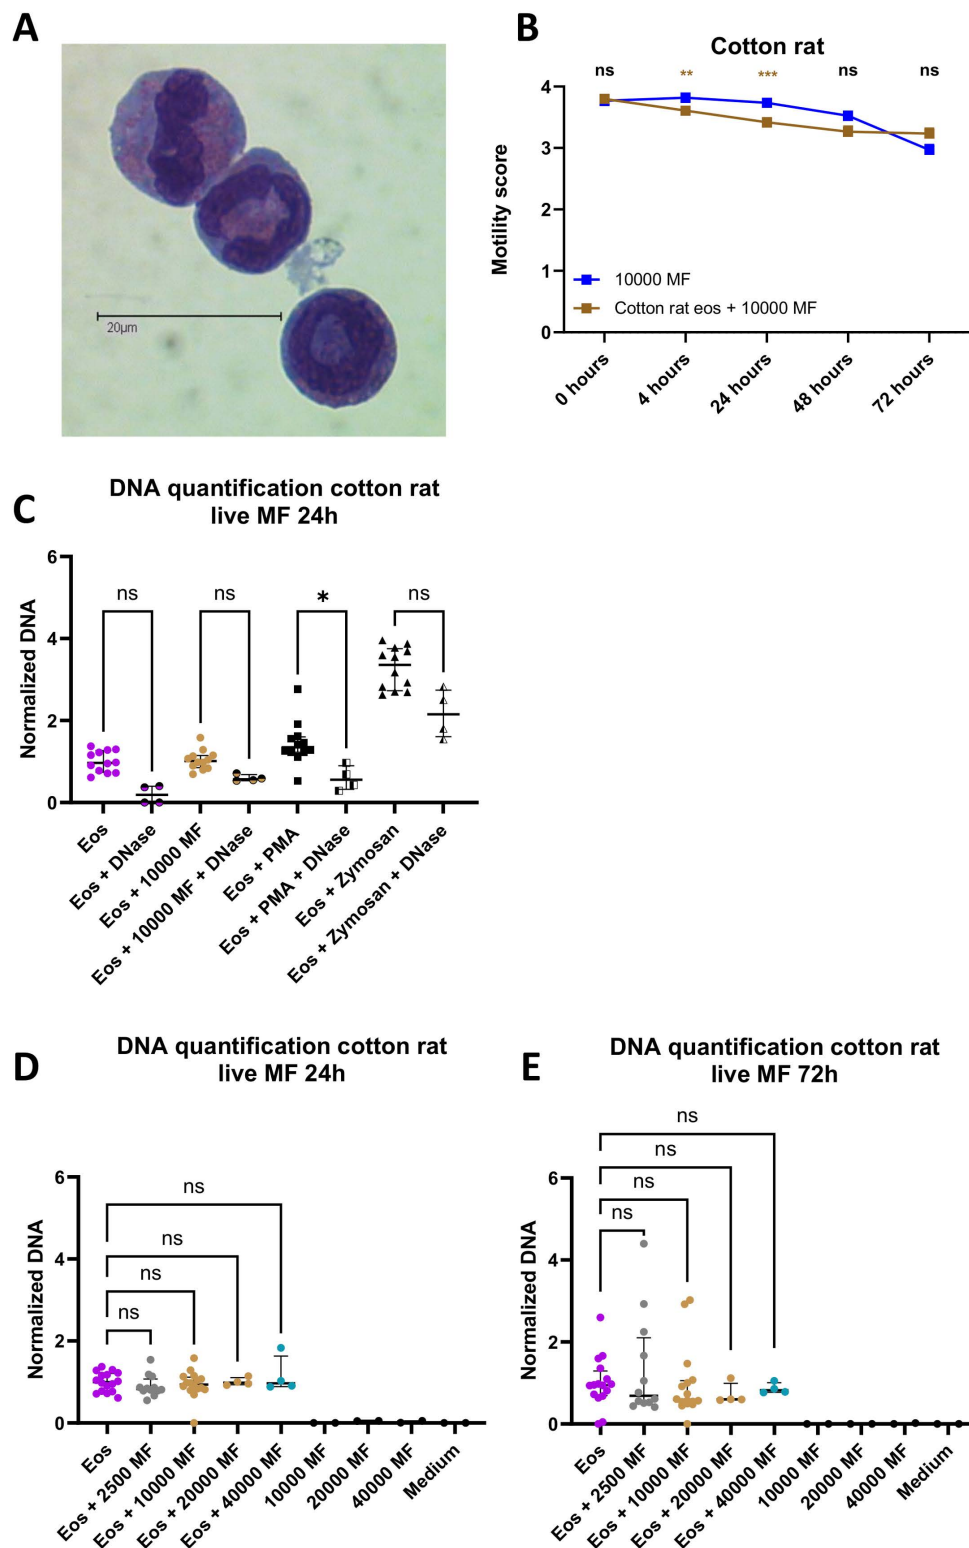 A
20µm
B
Cotton rat
ns
**
***
ns
ns
Motility score
4
3
2
1
0
10000 MF
Cotton rat eos + 10000 MF
0 hours
4 hours
24 hours
48 hours
72 hours
C
DNA quantification cotton rat
live MF 24h
Normalized DNA
6
4
2
0
ns
ns
*
ns
Eos
Eos + DNase
Eos + 10000 MF
Eos + 10000 MF + DNase
Eos + PMA
Eos + PMA + DNase
Eos + Zymosan
Eos + Zymosan + DNase
D
DNA quantification cotton rat
live MF 24h
Normalized DNA
6
4
2
0
ns
ns
ns
ns
Eos
Eos + 2500 MF
Eos + 10000 MF
Eos + 20000 MF
Eos + 40000 MF
10000 MF
20000 MF
40000 MF
Medium
E
DNA quantification cotton rat
live MF 72h
Normalized DNA
6
4
2
0
ns
ns
ns
ns
Eos
Eos + 2500 MF
Eos + 10000 MF
Eos + 20000 MF
Eos + 40000 MF
10000 MF
20000 MF
40000 MF
Medium